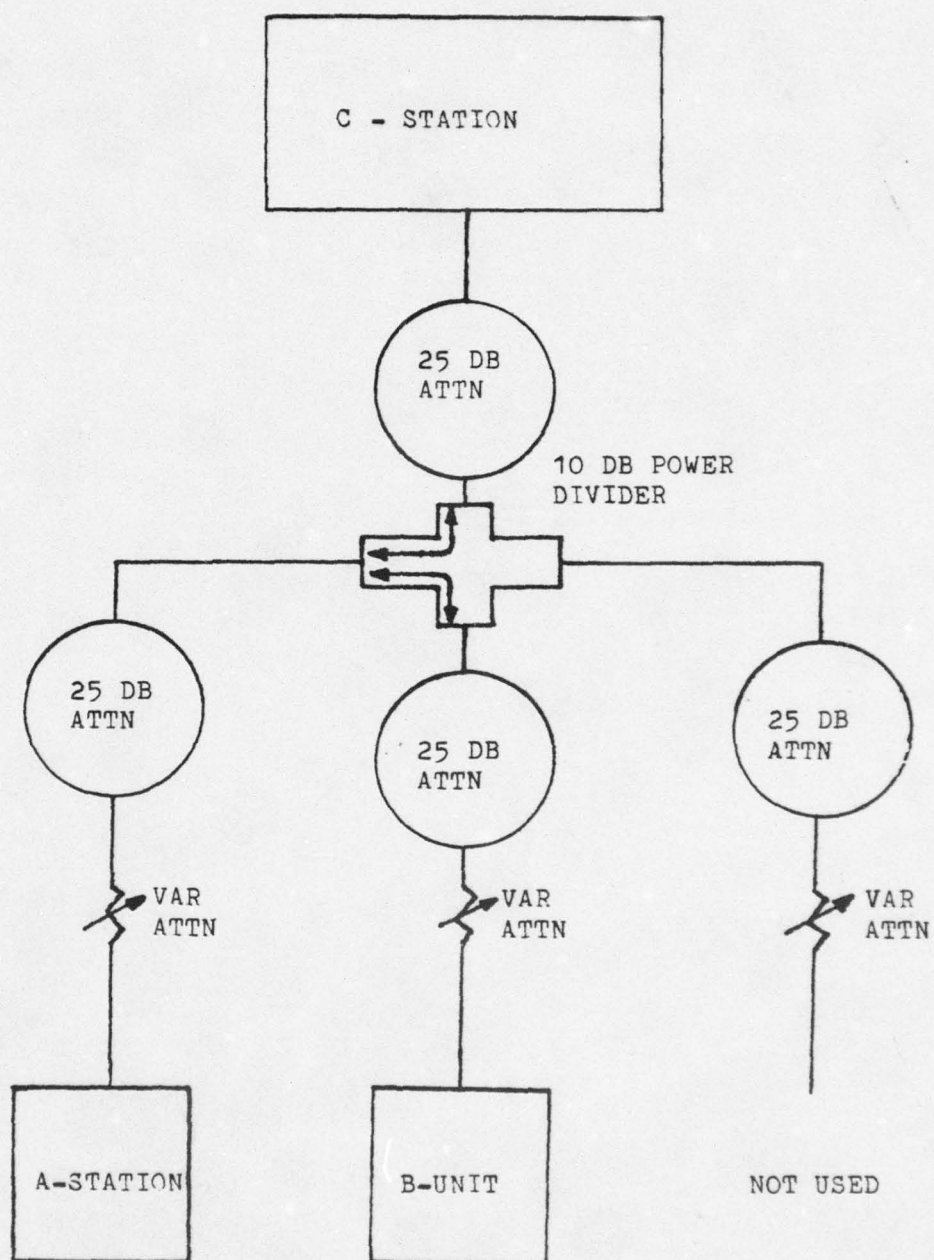 C - STATION
25 DB
ATTN
10 DB POWER
DIVIDER
25 DB
ATTN
25 DB
ATTN
25 DB
ATTN
VAR
ATTN
VAR
ATTN
VAR
ATTN
A-STATION
B-UNIT
NOT USED